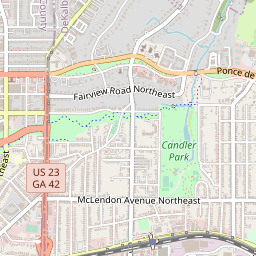 DeKalb
Ponce de
Fairview Road Northeast
Candler
Park
US 23
GA 42
McLendon Avenue Northeast